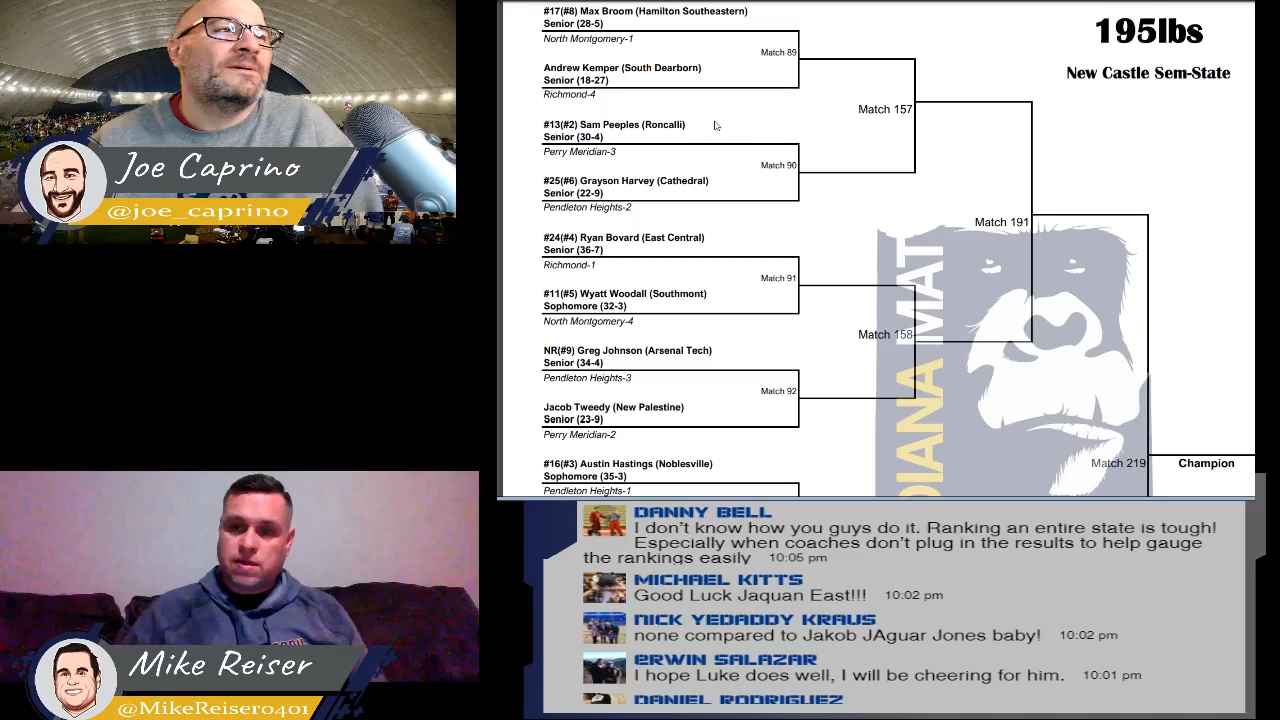 #17(#8) Max Broom (Hamilton Southeastern)
Senior (28-5)
North Montgomery-1
Match 89
Andrew Kemper (South Dearborn)
Senior (18-27)
Richmond-4
Match 157
#13(#2) Sam Peeples (Roncalli)
Senior (30-4)
Perry Meridian-3
Match 90
#25(#6) Grayson Harvey (Cathedral)
Senior (22-9)
Pendleton Heights-2
Match 191
#24(#4) Ryan Bovard (East Central)
Senior (36-7)
Richmond-1
Match 91
#11(#5) Wyatt Woodall (Southmont)
Sophomore (32-3)
North Montgomery-4
Match 158
NR(#9) Greg Johnson (Arsenal Tech)
Senior (34-4)
Pendleton Heights-3
Match 92
Jacob Tweedy (New Palestine)
Senior (23-9)
Perry Meridian-2
#16(#3) Austin Hastings (Noblesville)
Sophomore (35-3)
Pendleton Heights-1
Match 219
Champion
195lbs
New Castle Sem-State
DIANA MAT
Joe Caprino
@joe_caprino
Mike Reiser
@MikeReiser0401
DANNY BELL
I don't know how you guys do it. Ranking an entire state is tough!
Especially when coaches don't plug in the results to help gauge
the rankings easily 10:05 pm
MICHAEL KITTS
Good Luck Jaquan East!!! 10:02 pm
NICK YEDADDY KRAUS
none compared to Jakob JAguar Jones baby! 10:02 pm
ERWIN SALAZAR
I hope Luke does well, I will be cheering for him. 10:01 pm
DANIEL RODRIGUEZ